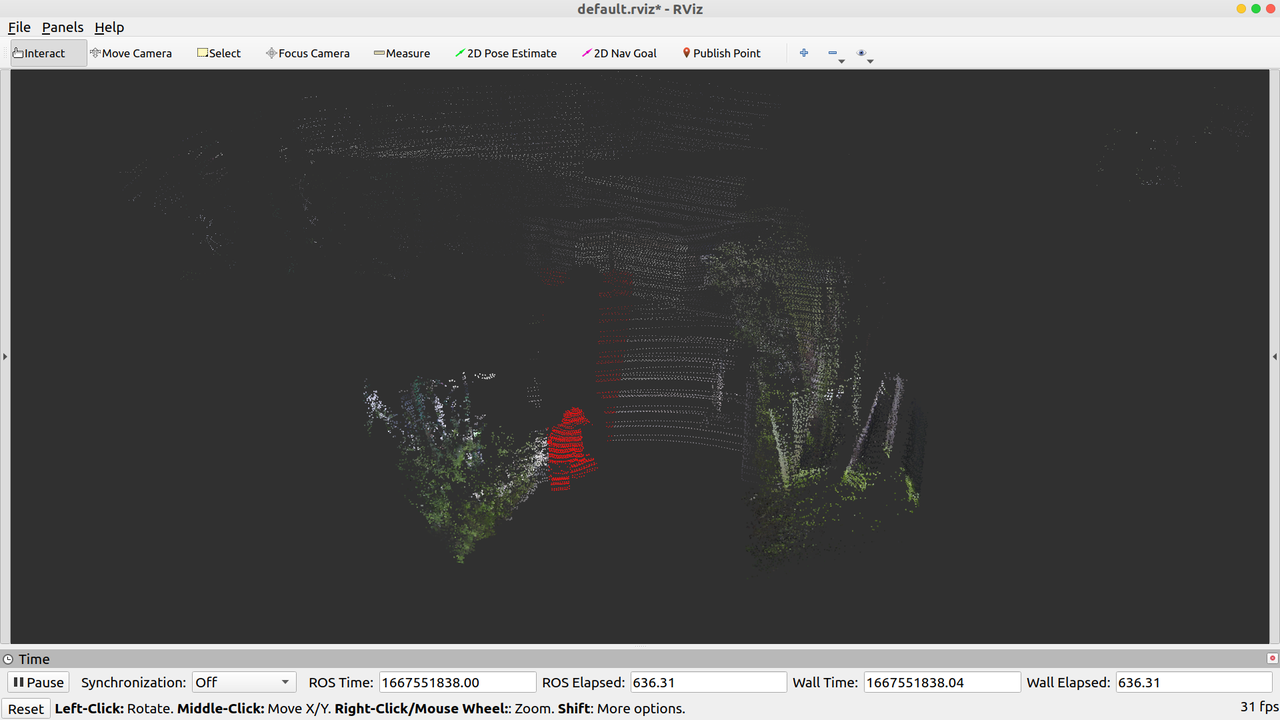 default.rviz* - RViz
File Panels Help
Interact Move Camera Select Focus Camera Measure 2D Pose Estimate 2D Nav Goal Publish Point
Time
Pause Synchronization: Off ROS Time: 1667551838.00 ROS Elapsed: 636.31 Wall Time: 1667551838.04 Wall Elapsed: 636.31
Reset Left-Click: Rotate. Middle-Click: Move X/Y. Right-Click/Mouse Wheel:: Zoom. Shift: More options. 31 fps